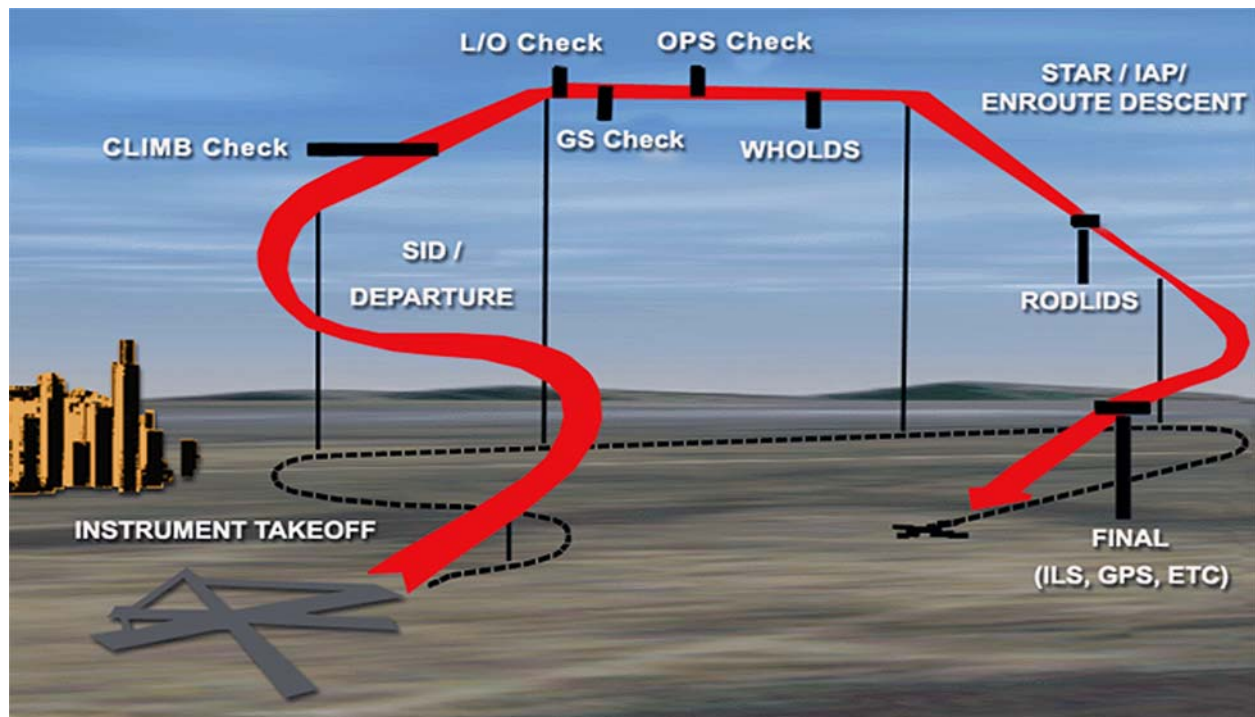 L/O Check
OPS Check
STAR / IAP/
ENROUTE DESCENT
CLIMB Check
GS Check
WHOLDS
SID /
DEPARTURE
RODLIDS
INSTRUMENT TAKEOFF
FINAL
(ILS, GPS, ETC)